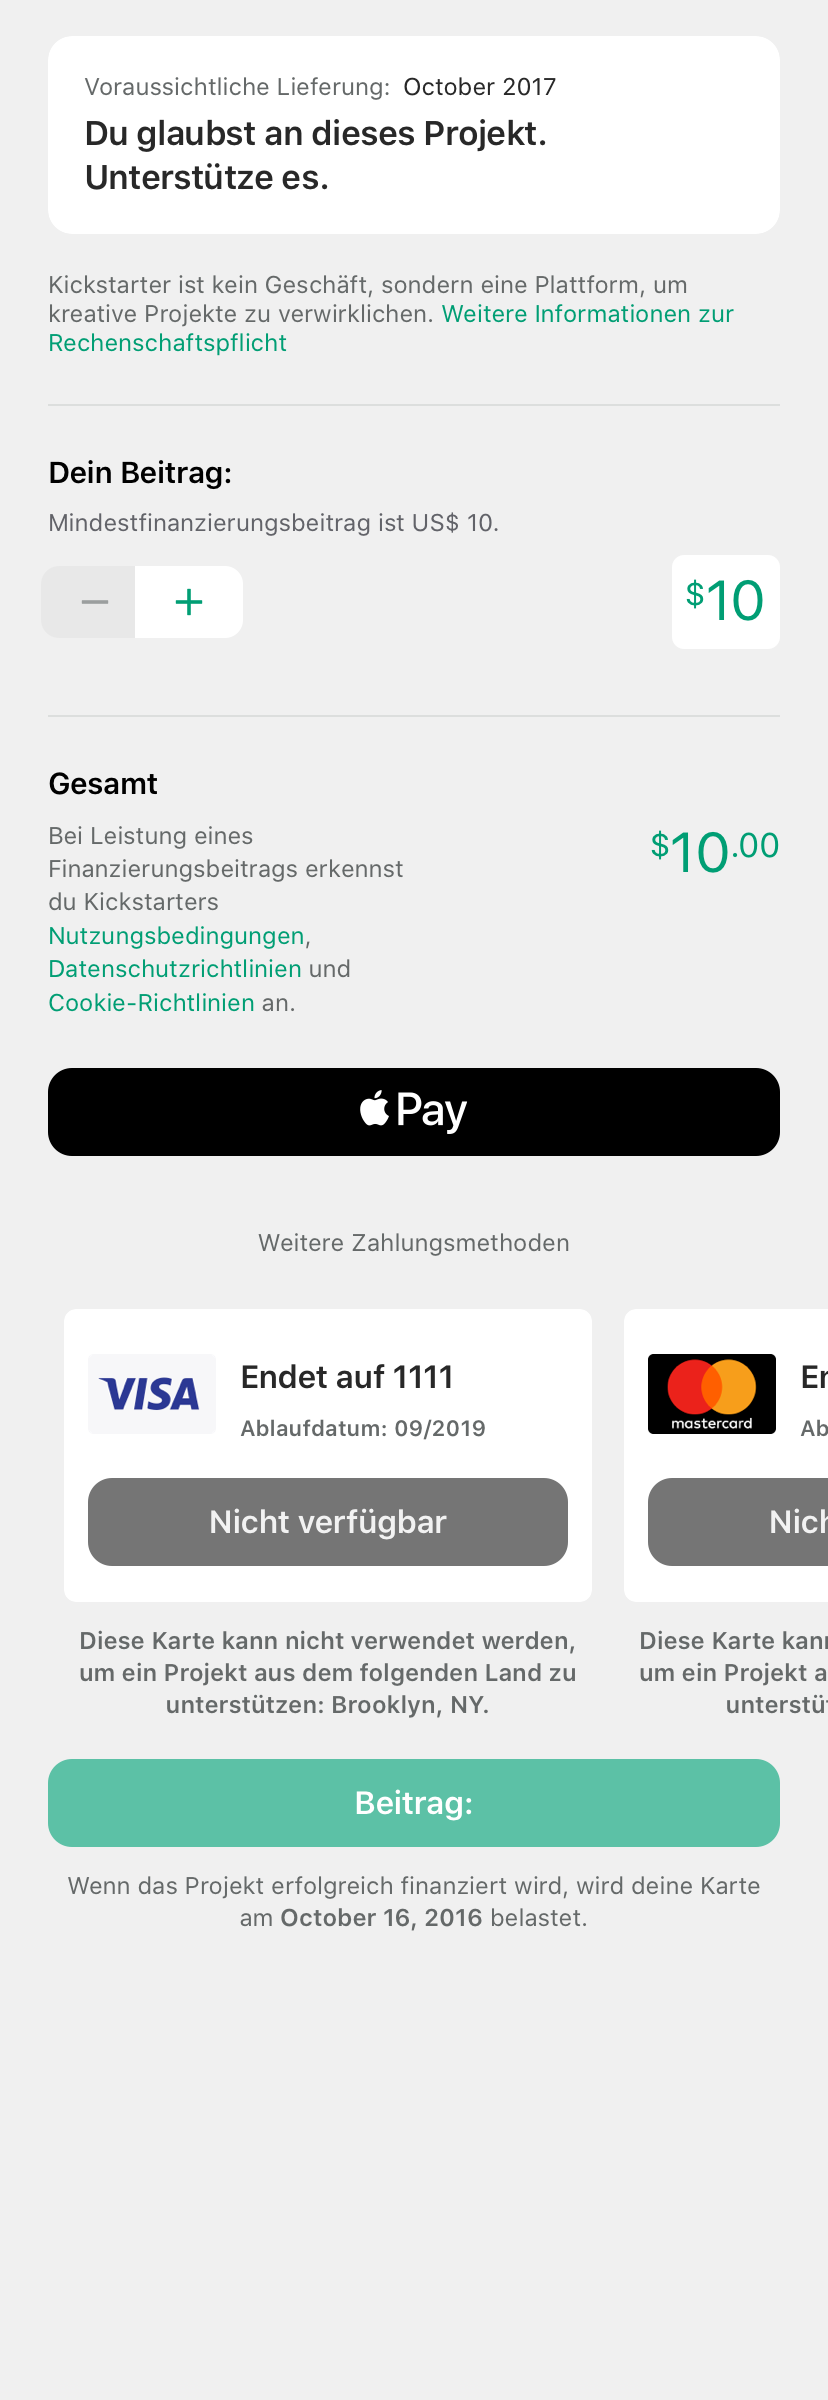 Voraussichtliche Lieferung: October 2017
Du glaubst an dieses Projekt.
Unterstütze es.
Kickstarter ist kein Geschäft, sondern eine Plattform, um
kreative Projekte zu verwirklichen. Weitere Informationen zur
Rechenschaftspflicht
Dein Beitrag:
Mindestfinanzierungsbeitrag ist US$ 10.
− +
$10
Gesamt
Bei Leistung eines
Finanzierungsbeitrags erkennst
du Kickstarters
Nutzungsbedingungen,
Datenschutzrichtlinien und
Cookie-Richtlinien an.
$10.00
Pay
Weitere Zahlungsmethoden
VISA
Endet auf 1111
Ablaufdatum: 09/2019
Nicht verfügbar
Diese Karte kann nicht verwendet werden,
um ein Projekt aus dem folgenden Land zu
unterstützen: Brooklyn, NY.
mastercard
Diese Karte
um ein Projekt
Beitrag:
Wenn das Projekt erfolgreich finanziert wird, wird deine Karte
am October 16, 2016 belastet.